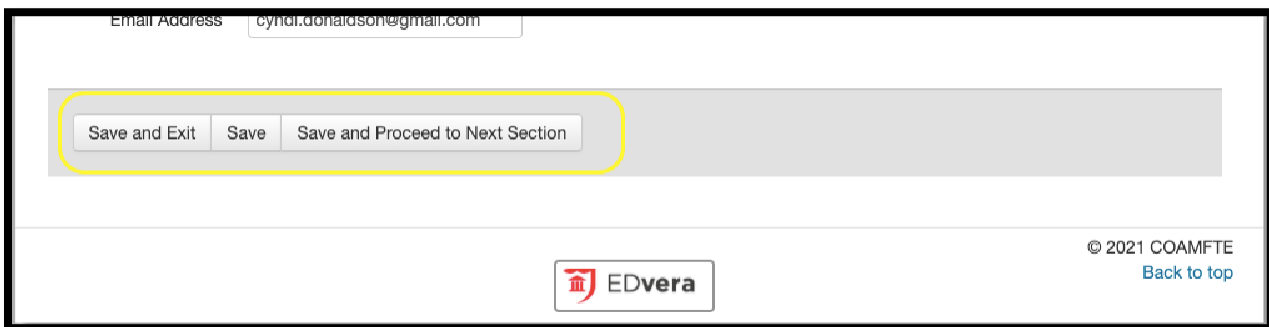 Email Address cyndi.donaldson@gmail.com
Save and Exit Save Save and Proceed to Next Section
© 2021 COAMFTE
Back to top
EDvera